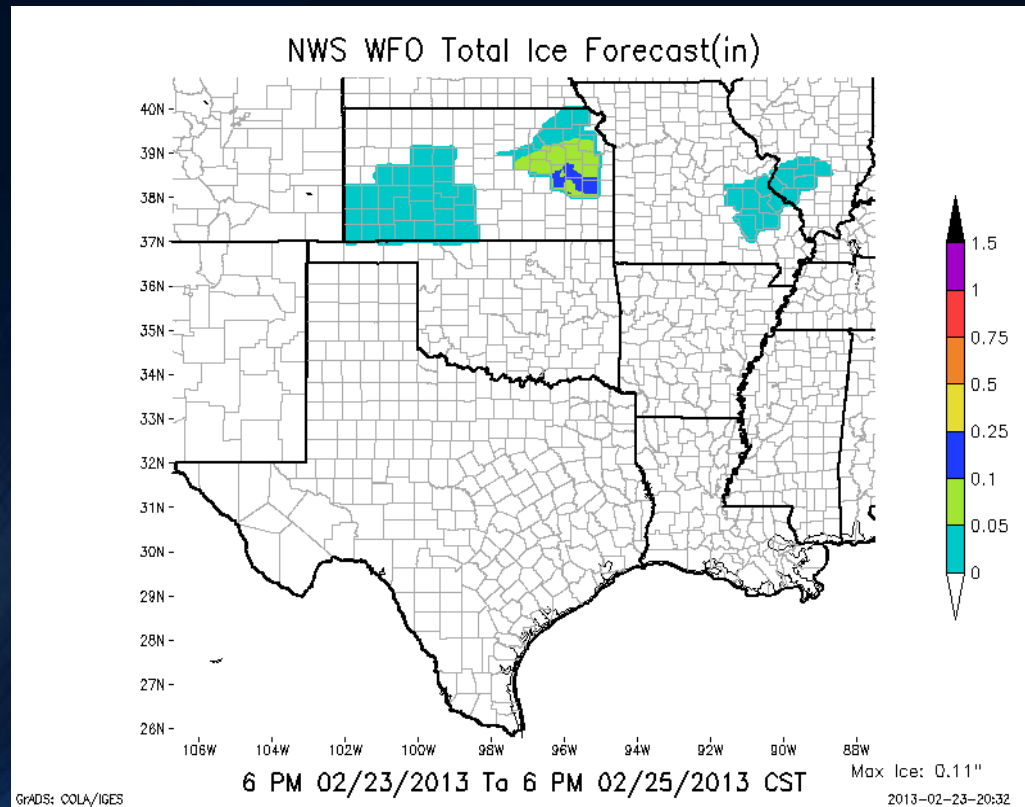 NWS WFO Total Ice Forecast(in)
40N
39N
38N
37N
36N
35N
34N
33N
32N
31N
30N
29N
28N
27N
26N
1.5
1
0.75
0.5
0.25
0.1
0.05
0
106W 104W 102W 100W 98W 96W 94W 92W 90W 88W
6 PM 02/23/2013 To 6 PM 02/25/2013 CST
Max Ice: 0.11"
GrADS: COLA/IGES
2013-02-23-20:32